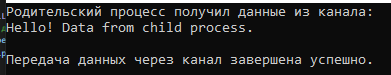 Родительский процесс получил данные из канала:
Hello! Data from child process.
Передача данных через канал завершена успешно.